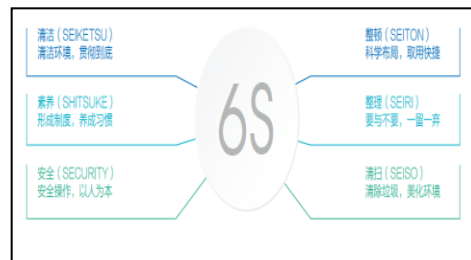 清洁（SEIKETSU）
清洁环境，贯彻到底
素养（SHITSUKE）
形成制度，养成习惯
安全（SECURITY）
安全操作，以人为本
6S
整顿（SEITON）
科学布局，取用快捷
整理（SEIRI）
要与不要，一留一弃
清扫（SEISO）
清除垃圾，美化环境